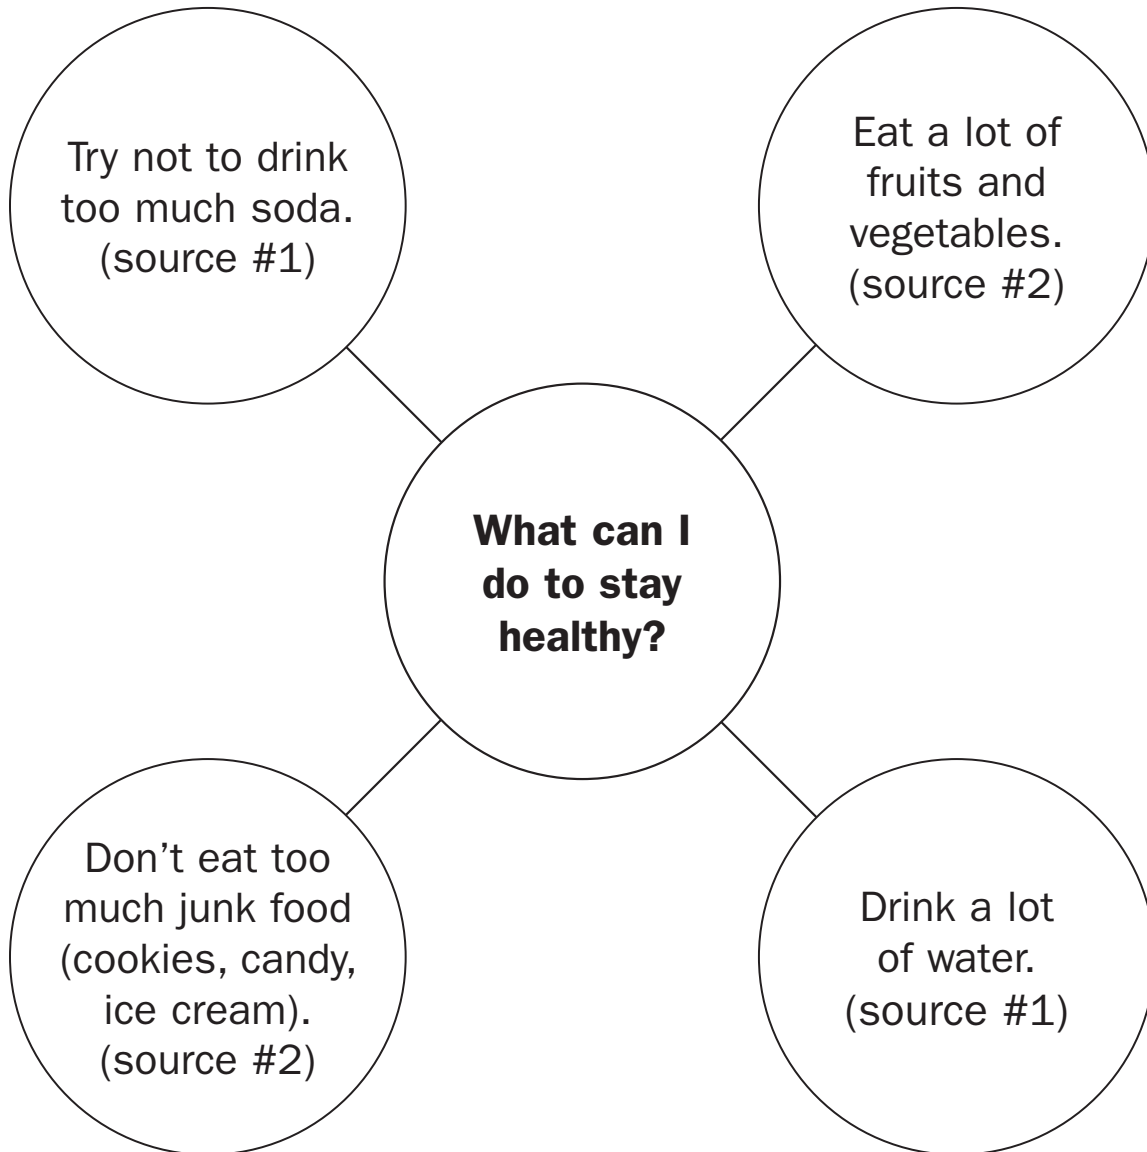 Try not to drink
too much soda.
(source #1)
Eat a lot of
fruits and
vegetables.
(source #2)
What can I
do to stay
healthy?
Don't eat too
much junk food
(cookies, candy,
ice cream).
(source #2)
Drink a lot
of water.
(source #1)